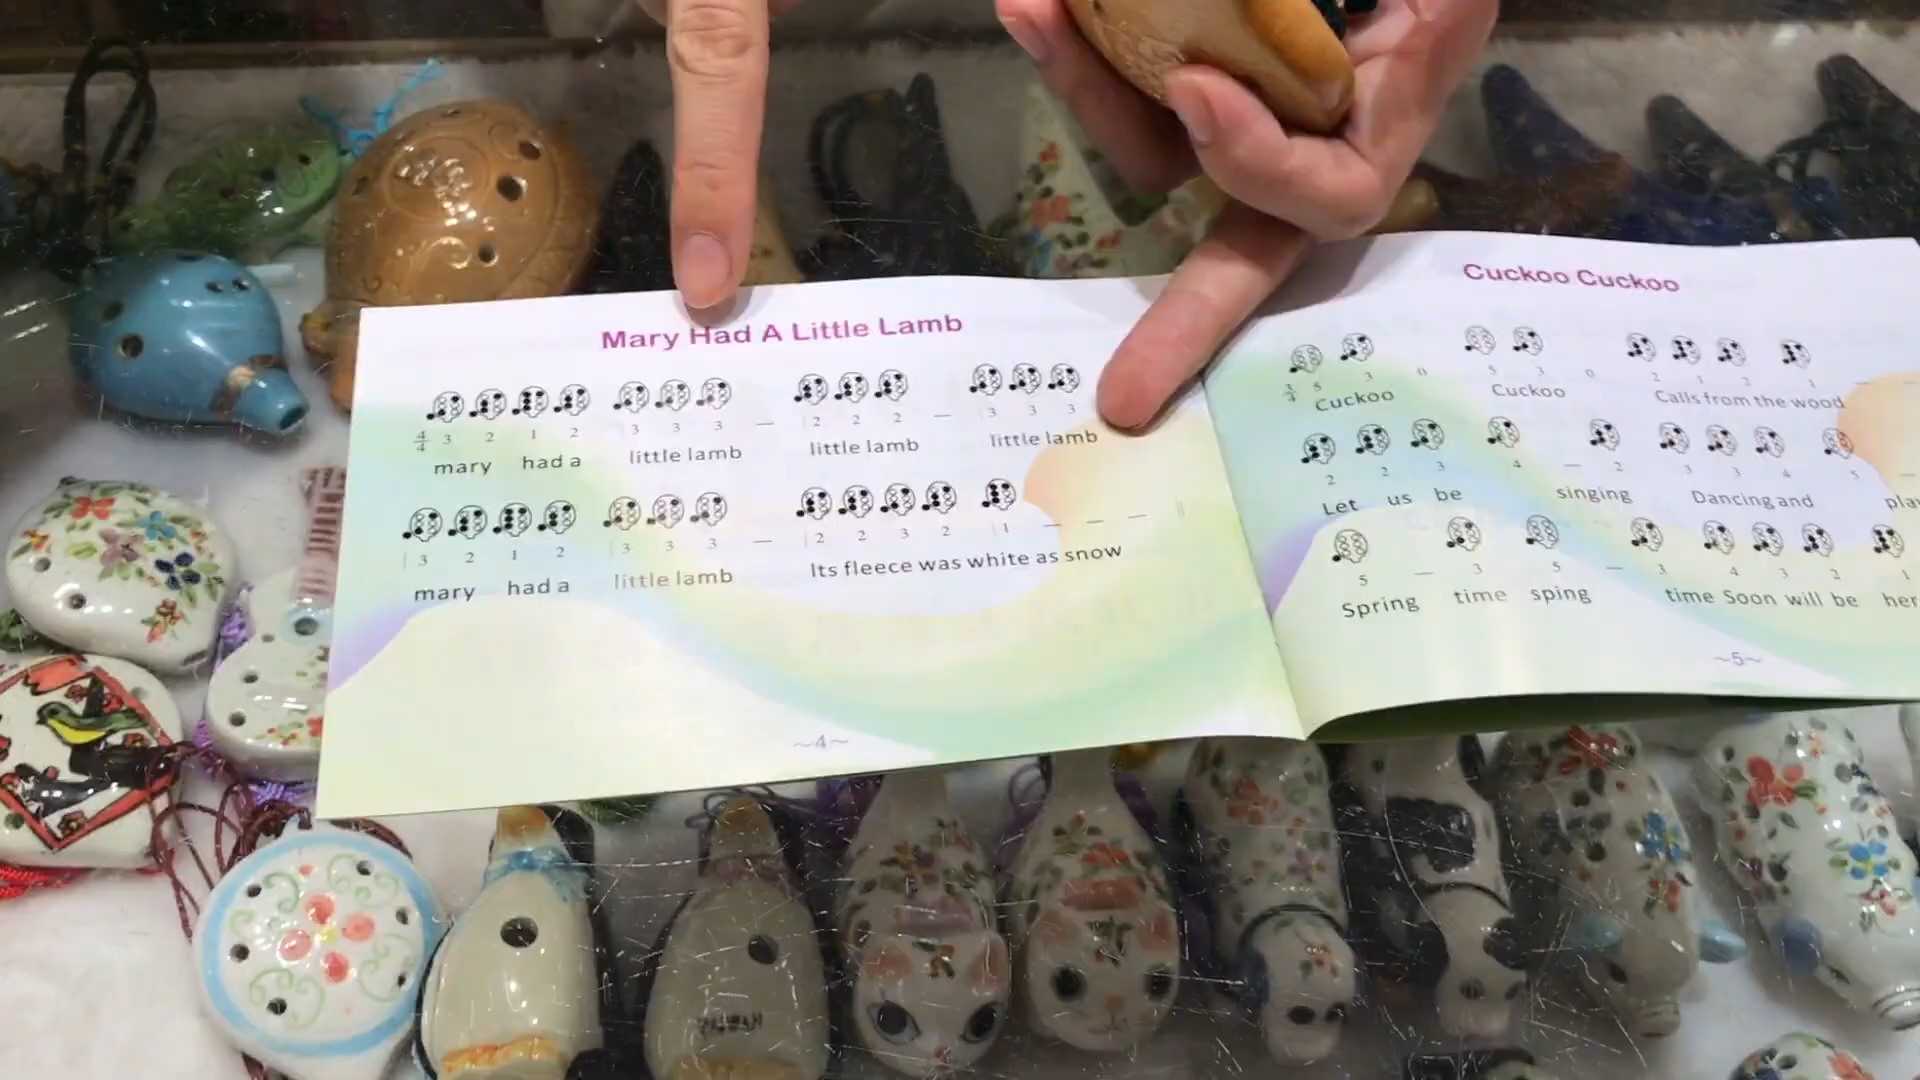 Mary Had A Little Lamb
4/4 3 2 1 2 | 3 3 3 — | 2 2 2 — | 3 3 3
mary had a little lamb little lamb little lamb
| 3 2 1 2 | 3 3 3 — | 2 2 3 2 | 1 — — — ||
mary had a little lamb Its fleece was white as snow
~4~
Cuckoo Cuckoo
3/4 5 3 0 5 3 0 2 1 2 1 —
Cuckoo Cuckoo Calls from the wood
2 2 3 4 — 2 3 3 4 5 —
Let us be singing Dancing and play
5 — 3 5 — 3 4 3 2 1
Spring time sping time Soon will be her
~5~